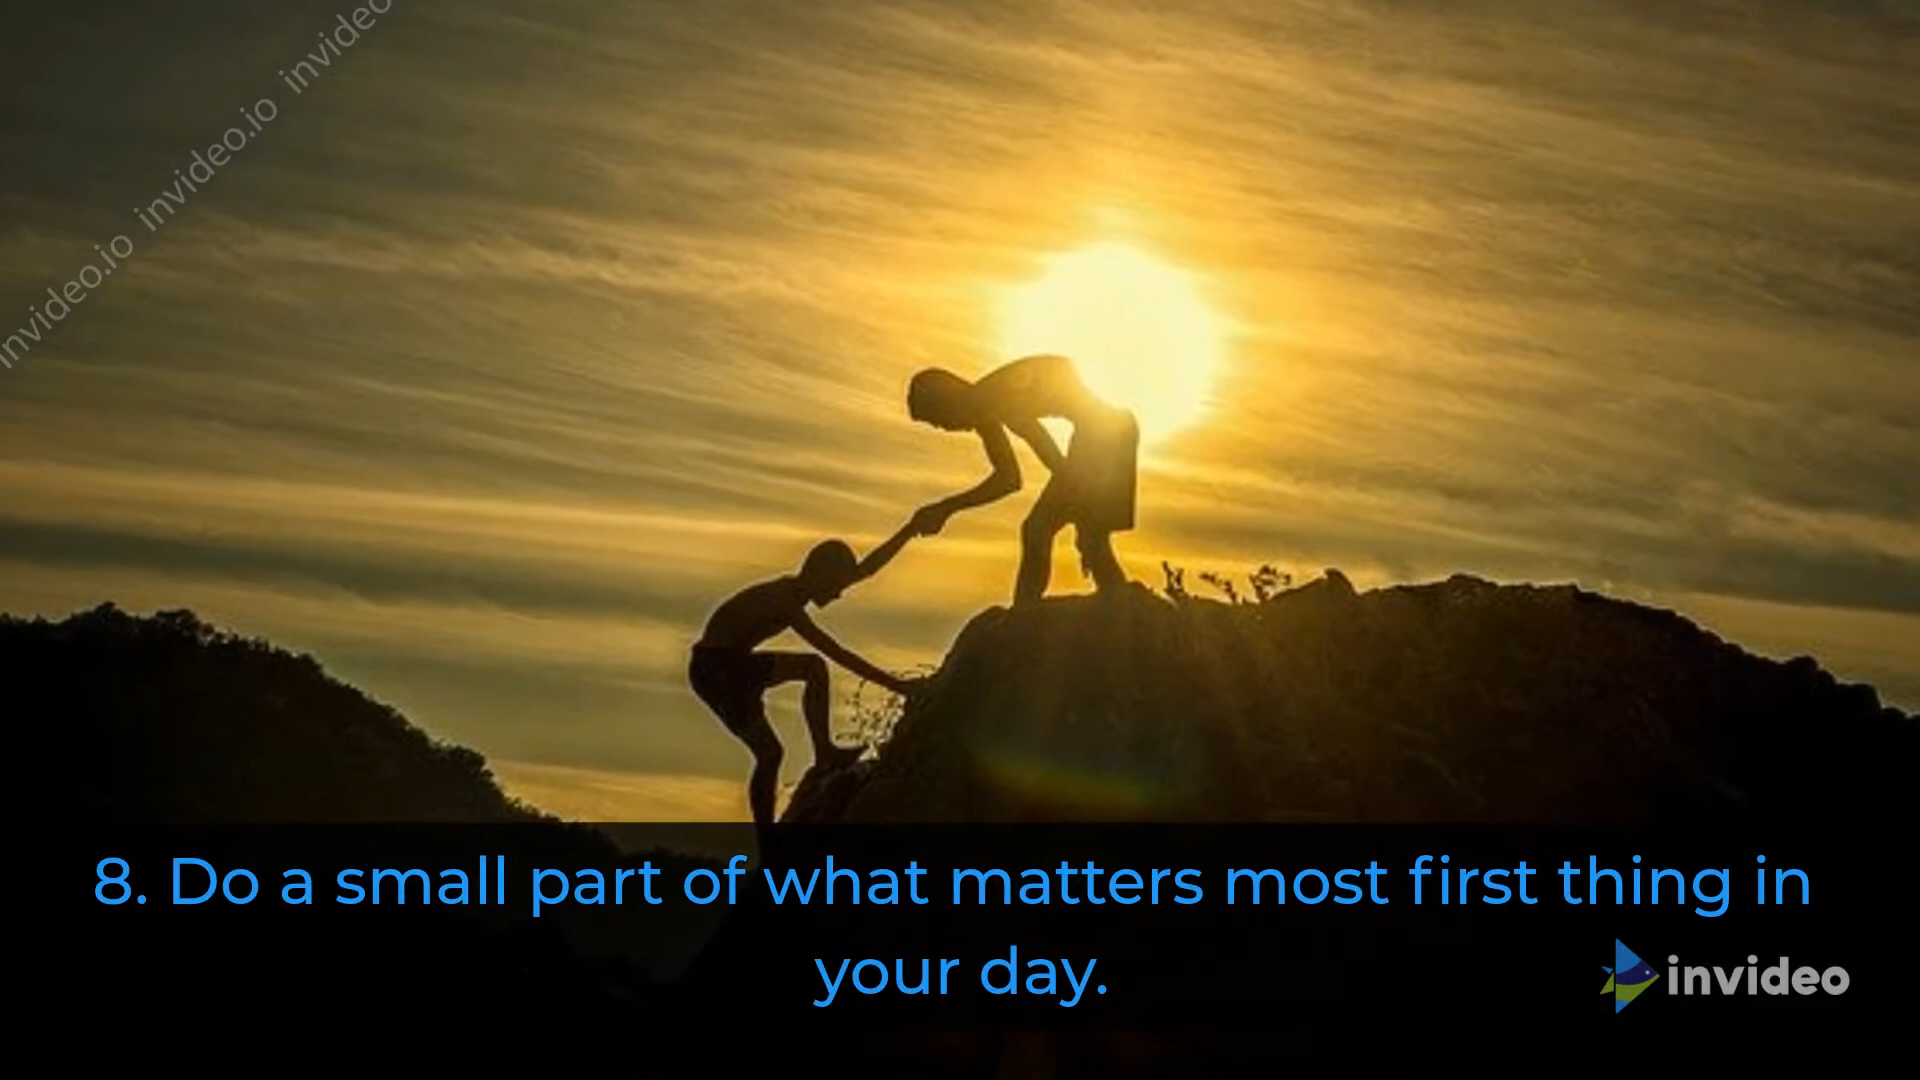 invideo.io invideo.io invideo
8. Do a small part of what matters most first thing in
your day.
invideo